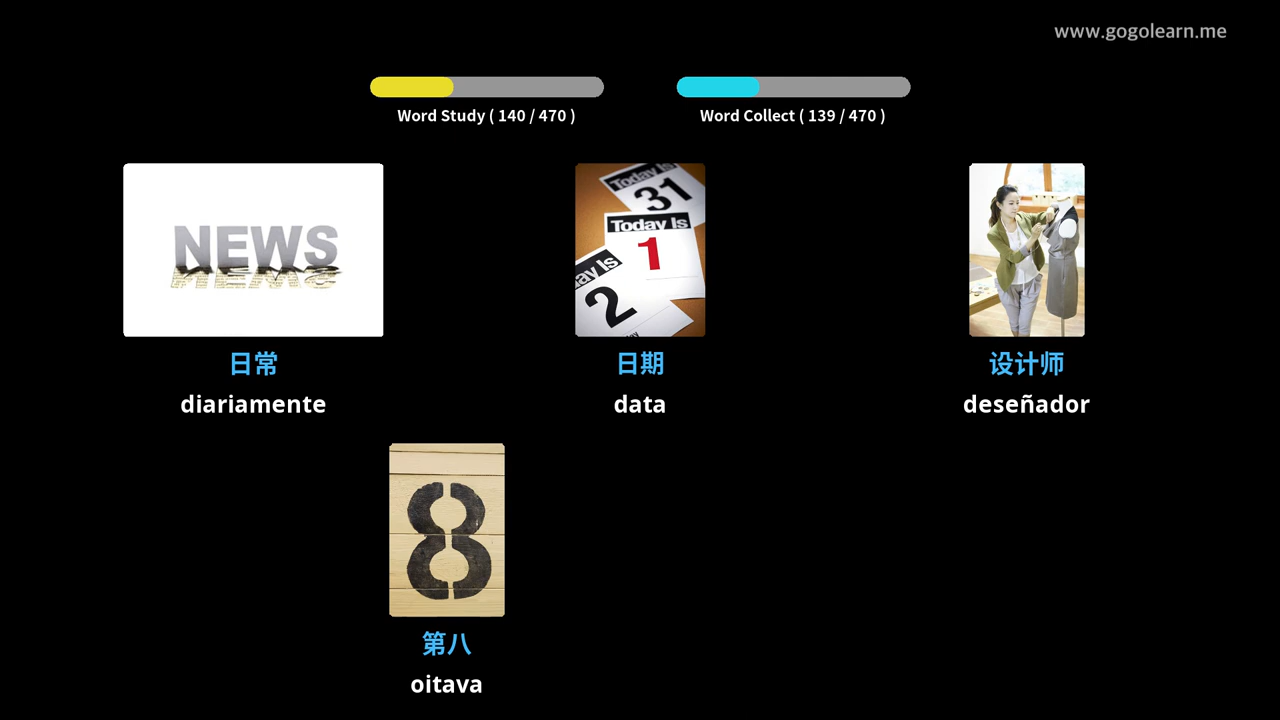 www.gogolearn.me
Word Study ( 140 / 470 )
Word Collect ( 139 / 470 )
NEWS
Today Is
31
Today Is
1
ay Is
2
日常
diariamente
日期
data
设计师
deseñador
8
第八
oitava